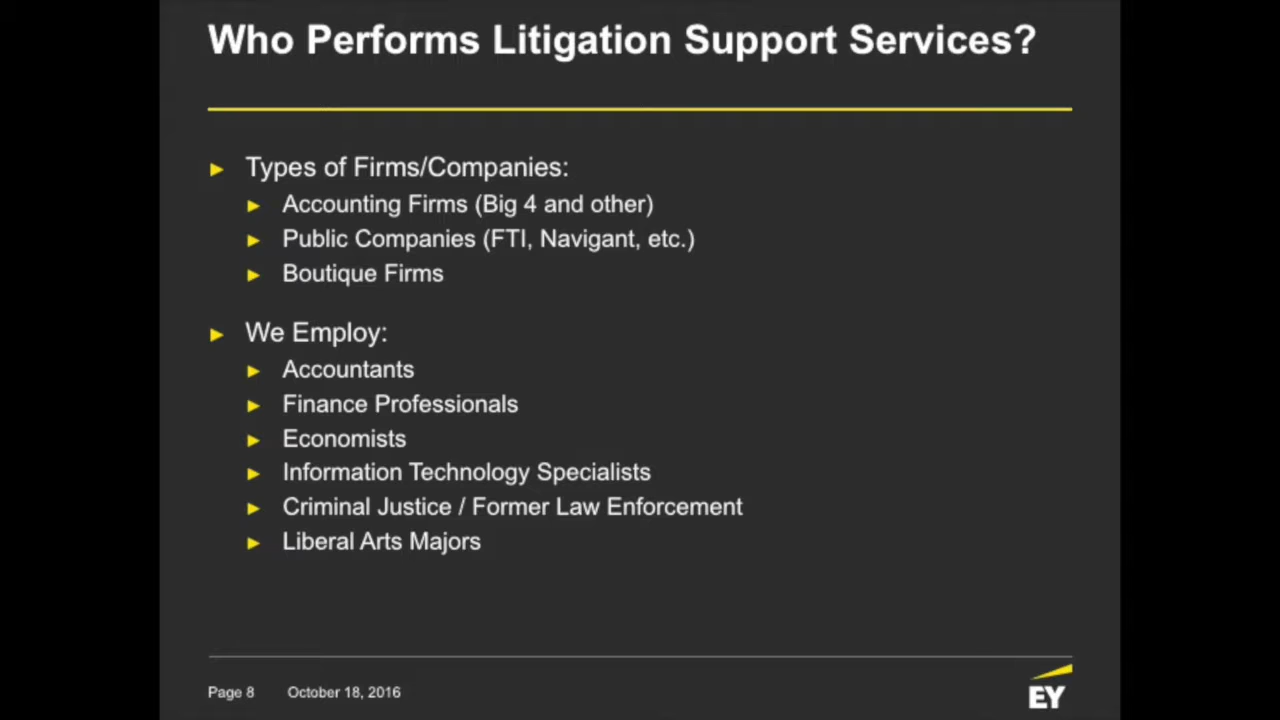 Who Performs Litigation Support Services?
► Types of Firms/Companies:
► Accounting Firms (Big 4 and other)
► Public Companies (FTI, Navigant, etc.)
► Boutique Firms
► We Employ:
► Accountants
► Finance Professionals
► Economists
► Information Technology Specialists
► Criminal Justice / Former Law Enforcement
► Liberal Arts Majors
Page 8 October 18, 2016
EY